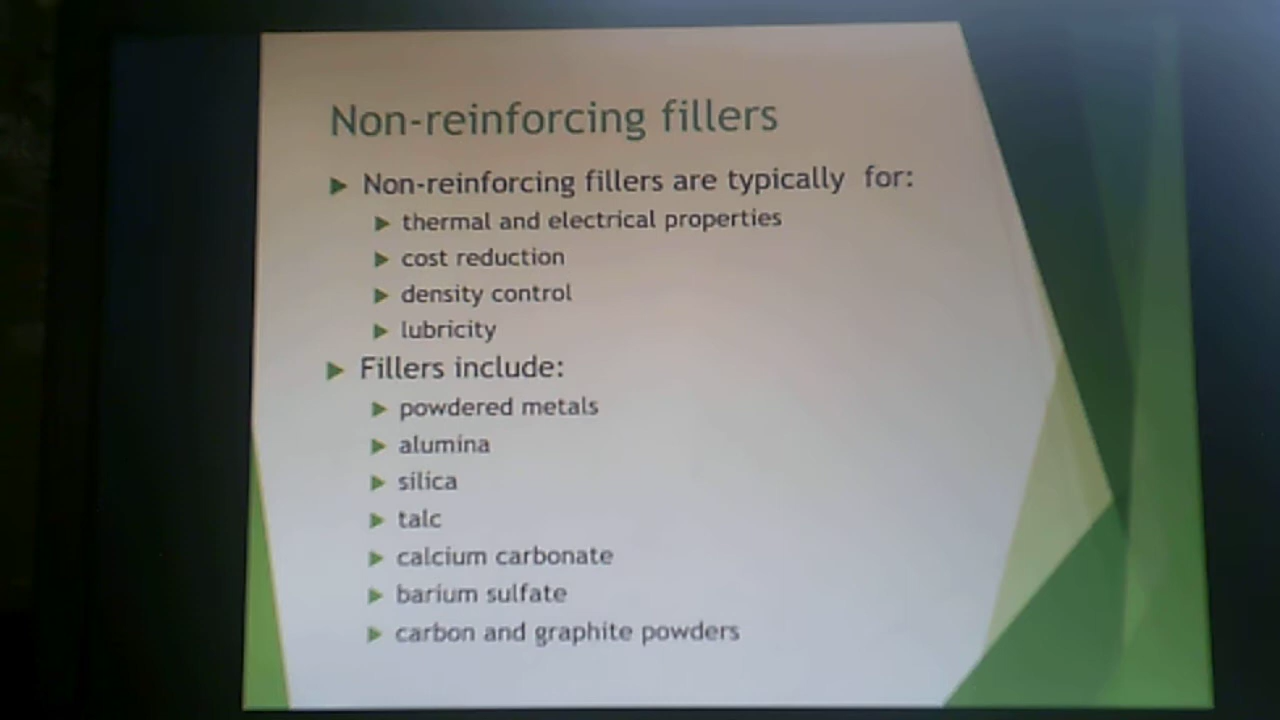 Non-reinforcing fillers
Non-reinforcing fillers are typically for:
thermal and electrical properties
cost reduction
density control
lubricity
Fillers include:
powdered metals
alumina
silica
talc
calcium carbonate
barium sulfate
carbon and graphite powders